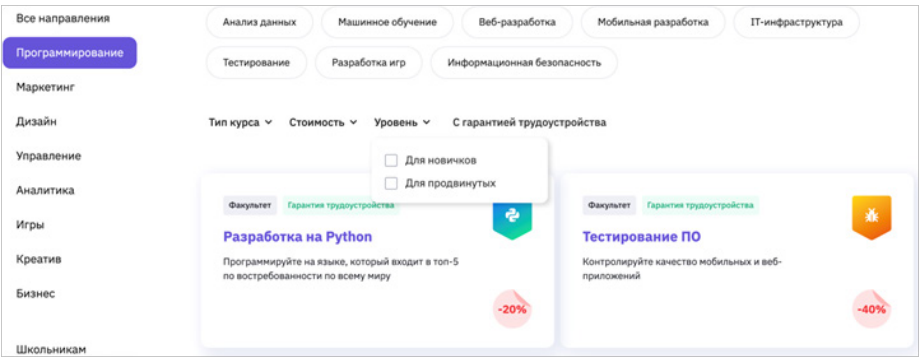 Все направления
Программирование
Маркетинг
Дизайн
Управление
Аналитика
Игры
Креатив
Бизнес
Школьникам
Анализ данных Машинное обучение Веб-разработка Мобильная разработка IT-инфраструктура
Тестирование Разработка игр Информационная безопасность
Тип курса Стоимость Уровень С гарантией трудоустройства
Для новичков
Для продвинутых
Факультет Гарантия трудоустройства
Разработка на Python
Программируйте на языке, который входит в топ-5
по востребованности по всему миру
-20%
Факультет Гарантия трудоустройства
Тестирование ПО
Контролируйте качество мобильных и веб-
приложений
-40%